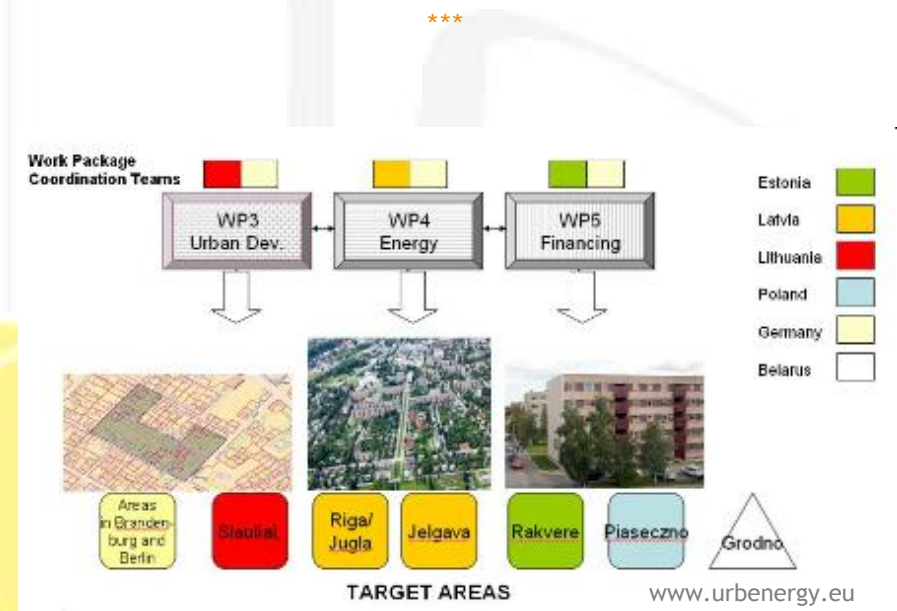 ***
Work Package
Coordination Teams
WP3
Urban Dev.
WP4
Energy
WP5
Financing
Estonia
Latvia
Lithuania
Poland
Germany
Belarus
Areas
in Branden-
burg and
Berlin
Siauliai
Riga/
Jugla
Jelgava
Rakvere
Piaseczno
Grodno
TARGET AREAS
www.urbenergy.eu